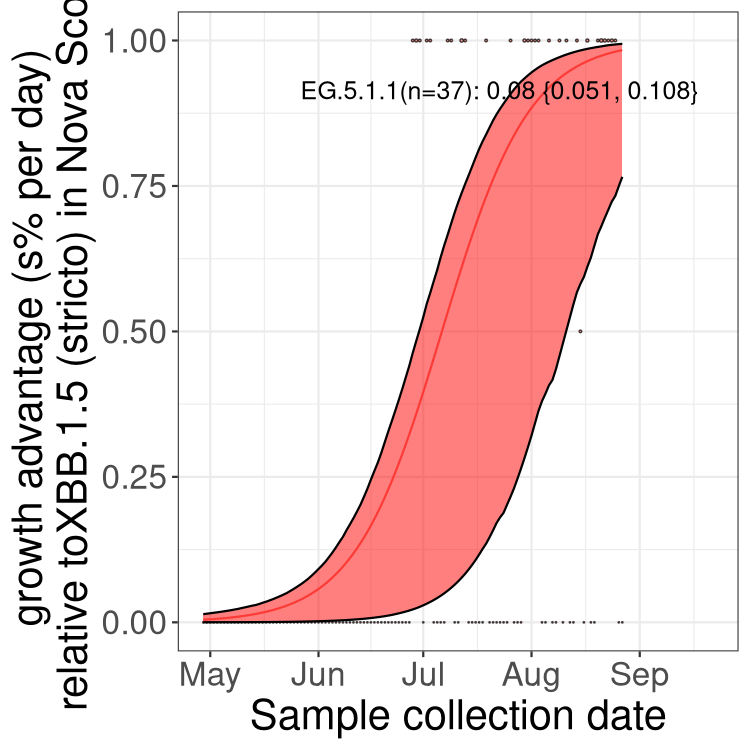 growth advantage (s% per day)
relative toXBB.1.5 (stricto) in Nova Sco
1.00
0.75
0.50
0.25
0.00
EG.5.1.1(n=37): 0.08 {0.051, 0.108}
May Jun Jul Aug Sep
Sample collection date